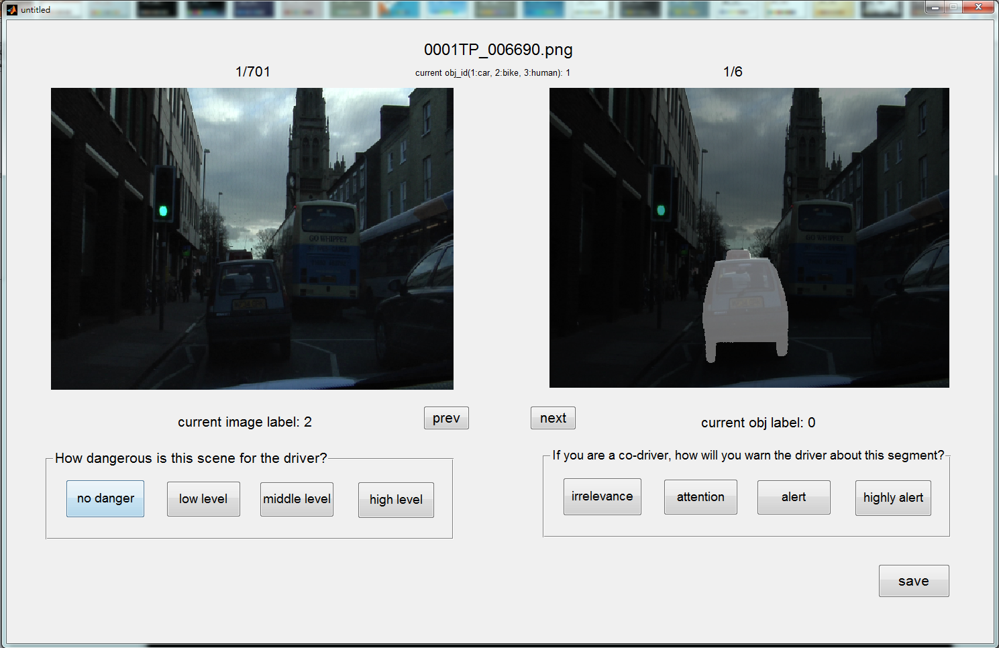 untitled
0001TP_006690.png
1/701
current obj_id(1:car, 2:bike, 3:human): 1
1/6
GO WHIPPET
GO WHIPPET
current image label: 2
prev
next
current obj label: 0
How dangerous is this scene for the driver?
no danger
low level
middle level
high level
If you are a co-driver, how will you warn the driver about this segment?
irrelevance
attention
alert
highly alert
save